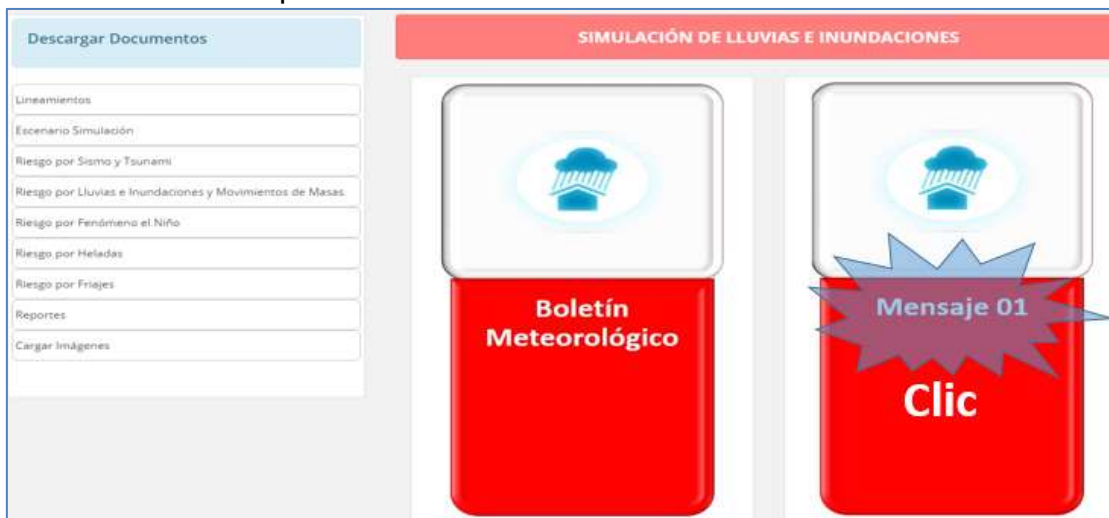 Descargar Documentos
Lineamientos
Escenario Simulación
Riesgo por Sismo y Tsunami
Riesgo por Lluvias e Inundaciones y Movimientos de Masas
Riesgo por Fenómeno el Niño
Riesgo por Heladas
Riesgo por Friajes
Reportes
Cargar Imágenes
SIMULACIÓN DE LLUVIAS E INUNDACIONES
Boletín
Meteorológico
Mensaje 01
Clic